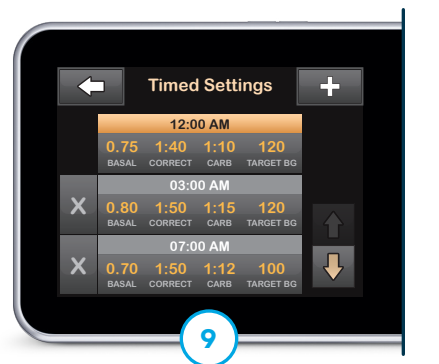 Timed Settings
12:00 AM
0.75 1:40 1:10 120
BASAL CORRECT CARB TARGET BG
03:00 AM
X 0.80 1:50 1:15 120
BASAL CORRECT CARB TARGET BG
07:00 AM
X 0.70 1:50 1:12 100
BASAL CORRECT CARB TARGET BG
9